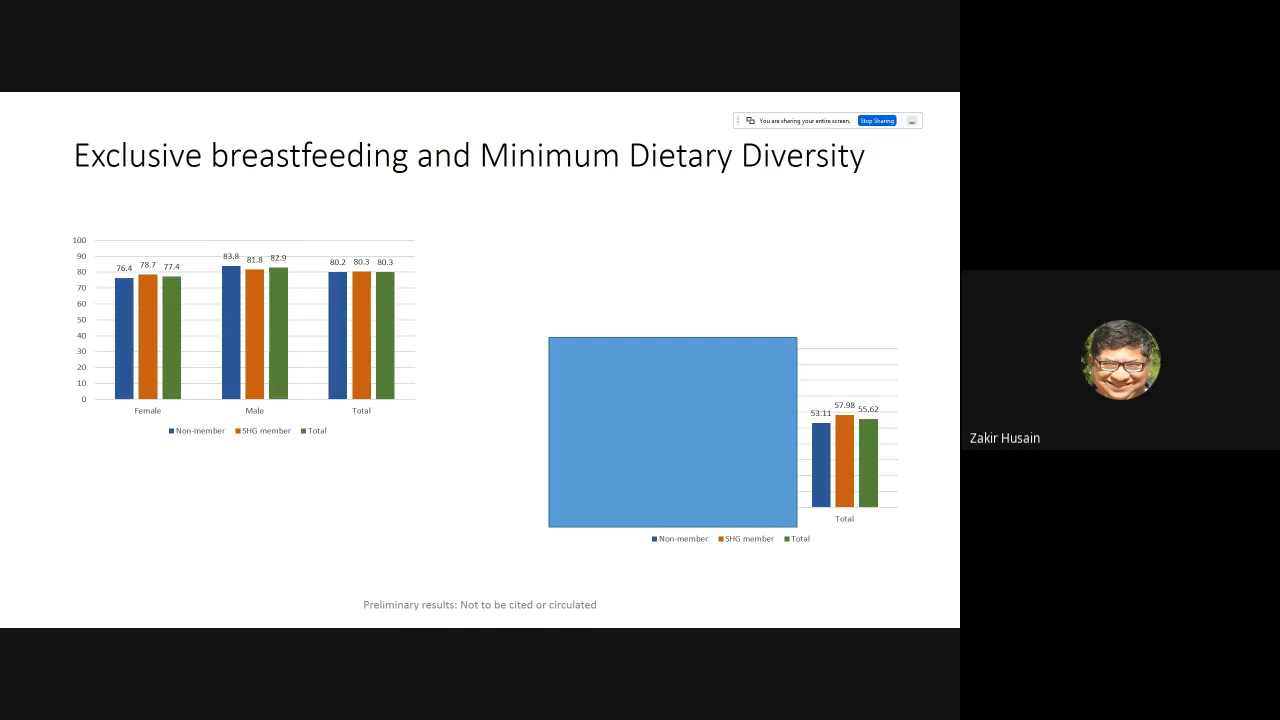 You are sharing your entire screen. Stop Sharing
Exclusive breastfeeding and Minimum Dietary Diversity
100
90
80
70
60
50
40
30
20
10
0
76.4 78.7 77.4 83.8 81.8 82.9 80.2 80.3 80.3
Female Male Total
Non-member SHG member Total
53.11 57.98 55.62
Total
Non-member SHG member Total
Preliminary results: Not to be cited or circulated
Zakir Husain